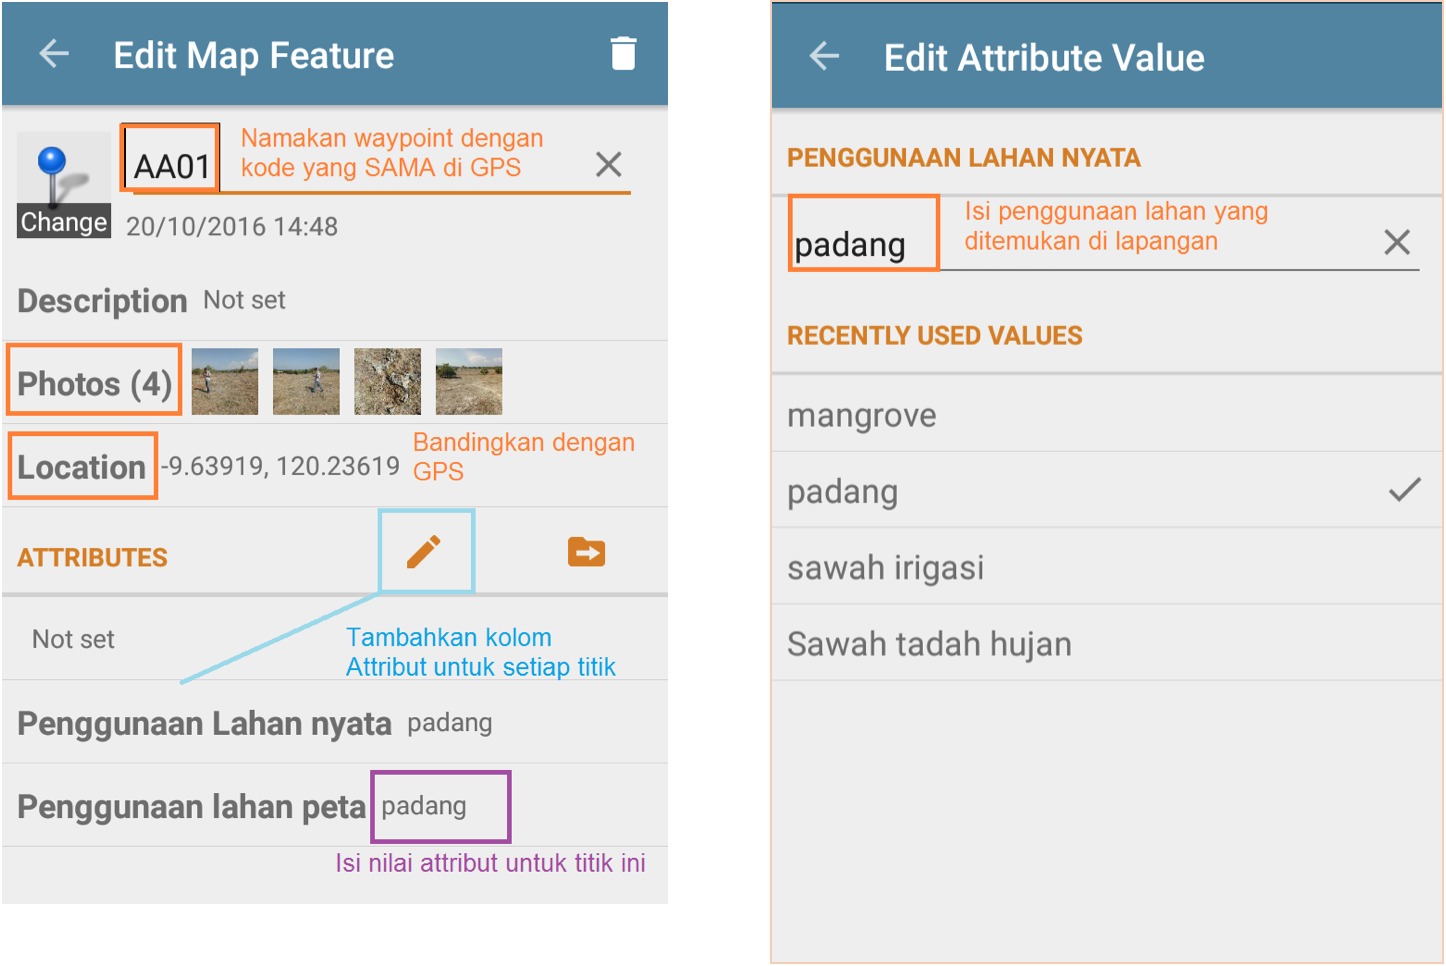 Edit Map Feature
AA01
Namakan waypoint dengan
kode yang SAMA di GPS
Change
20/10/2016 14:48
Description Not set
Photos (4)
Location -9.63919, 120.23619
Bandingkan dengan
GPS
ATTRIBUTES
Not set
Tambahkan kolom
Attribut untuk setiap titik
Penggunaan Lahan nyata padang
Penggunaan lahan peta padang
Isi nilai attribut untuk titik ini
Edit Attribute Value
PENGGUNAAN LAHAN NYATA
padang
Isi penggunaan lahan yang
ditemukan di lapangan
RECENTLY USED VALUES
mangrove
padang
sawah irigasi
Sawah tadah hujan